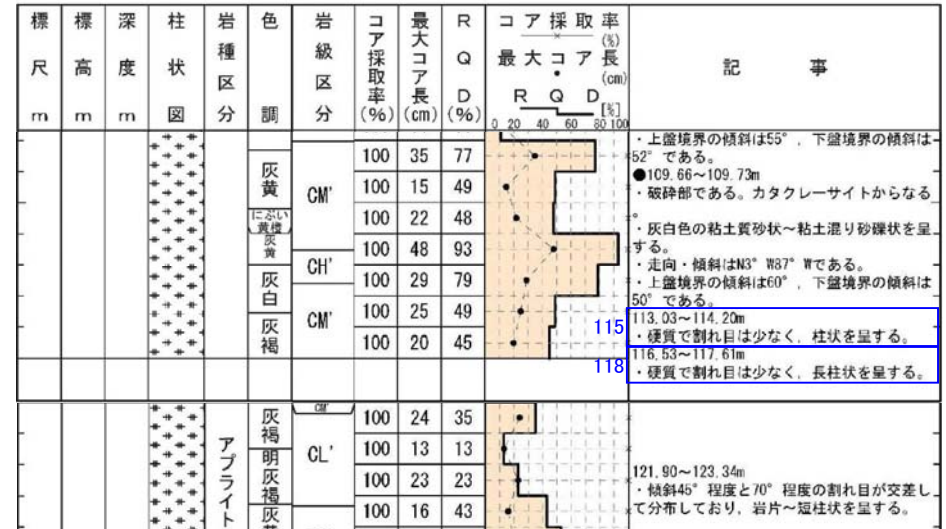 標尺m 標高m 深度m 柱状図 岩種区分 色調 岩級区分 コア採取率(%) 最大コア長(cm) RQD(%) コア採取率(%) 最大コア長(cm) RQD[%] 記事
0 20 40 60 80 100
・上盤境界の傾斜は55°，下盤境界の傾斜は
52°である。
●109.66～109.73m
・破砕部である。カタクレーサイトからなる
。
・灰白色の粘土質砂状～粘土混り砂礫状を呈
する。
・走向・傾斜はN3°W87°Wである。
・上盤境界の傾斜は60°，下盤境界の傾斜は
50°である。
115
113.03～114.20m
・硬質で割れ目は少なく，柱状を呈する。
118
116.53～117.61m
・硬質で割れ目は少なく，長柱状を呈する。
灰黄
にぶい黄橙
灰黄
灰白
灰褐
CM'
CH'
CM'
100 35 77
100 15 49
100 22 48
100 48 93
100 29 79
100 25 49
100 20 45
アプライト
灰褐
明灰褐
灰
CM'
CL'
100 24 35
100 13 13
100 23 23
100 16 43
121.90～123.34m
・傾斜45°程度と70°程度の割れ目が交差し
て分布しており，岩片～短柱状を呈する。